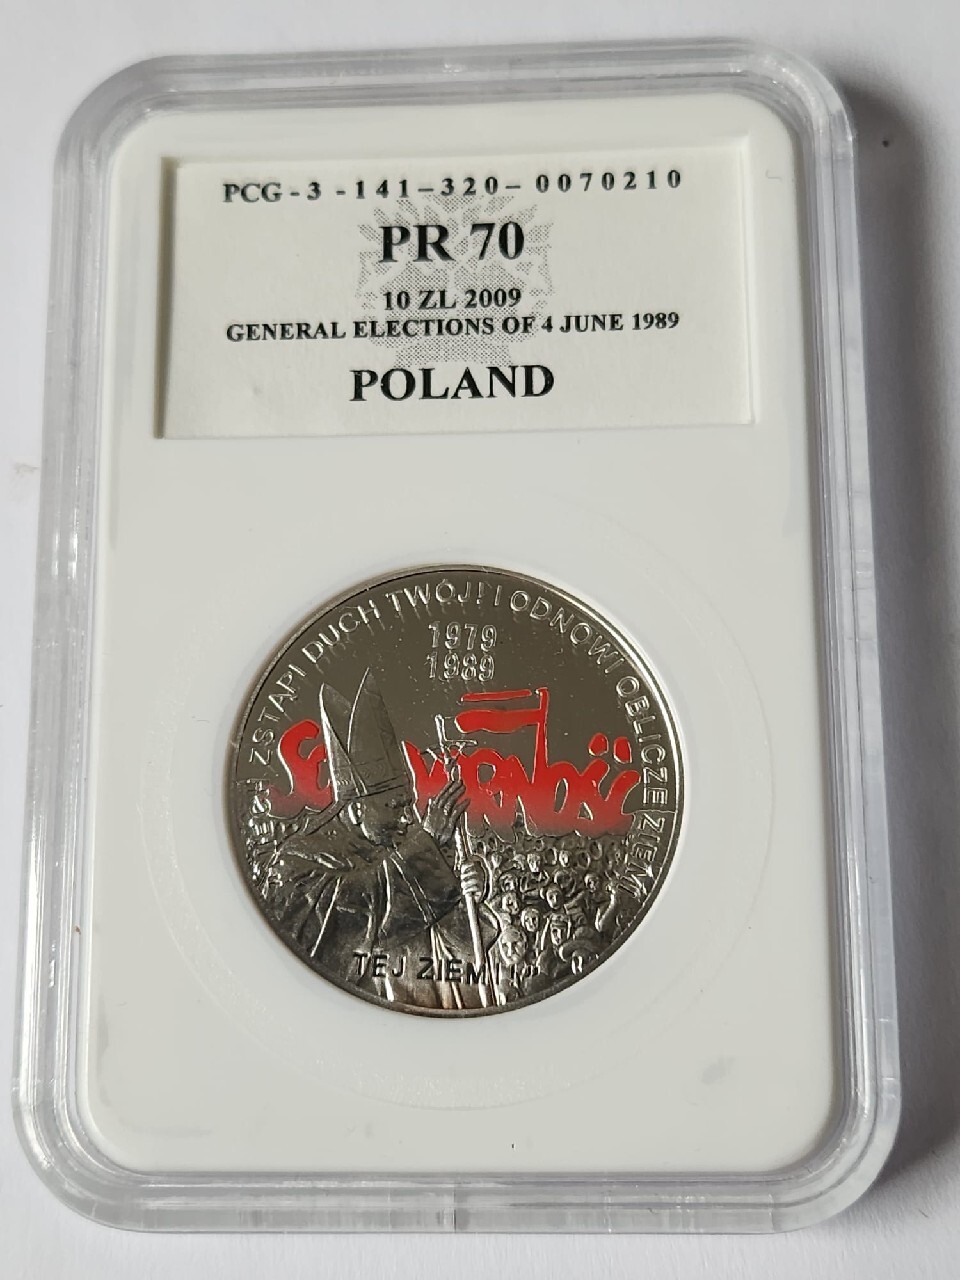 PCG - 3 - 141-320- 0070210
PR 70
10 ZL 2009
GENERAL ELECTIONS OF 4 JUNE 1989
POLAND
ZSTĄPI DUCH TWÓJ! I ODNOWI OBLICZE ZIEMI
1979
1989
TEJ ZIEMI!"